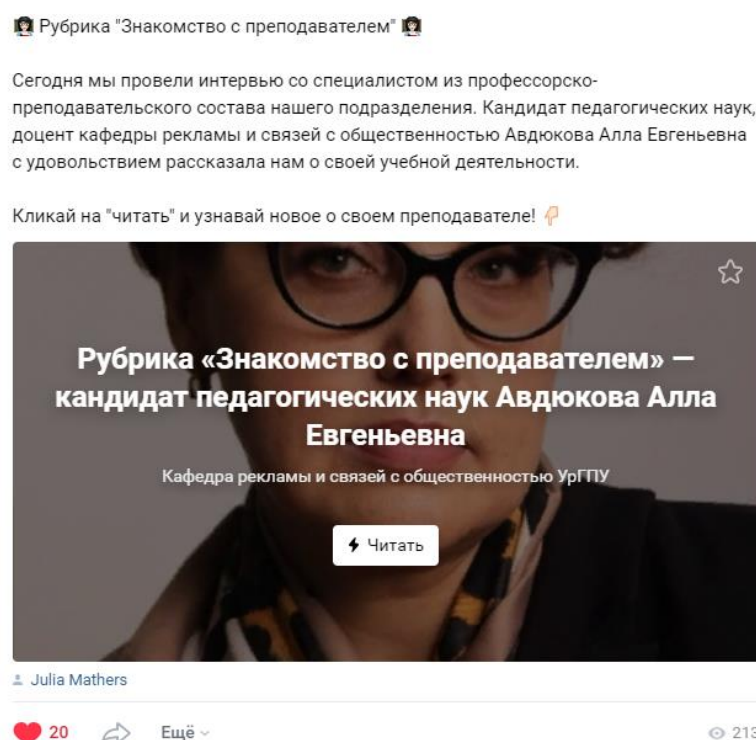 Рубрика "Знакомство с преподавателем"
Сегодня мы провели интервью со специалистом из профессорско-
преподавательского состава нашего подразделения. Кандидат педагогических наук,
доцент кафедры рекламы и связей с общественностью Авдюкова Алла Евгеньевна
с удовольствием рассказала нам о своей учебной деятельности.
Кликай на "читать" и узнавай новое о своем преподавателе!
Рубрика «Знакомство с преподавателем» —
кандидат педагогических наук Авдюкова Алла
Евгеньевна
Кафедра рекламы и связей с общественностью УрГПУ
Читать
Julia Mathers
20
Ещё
213